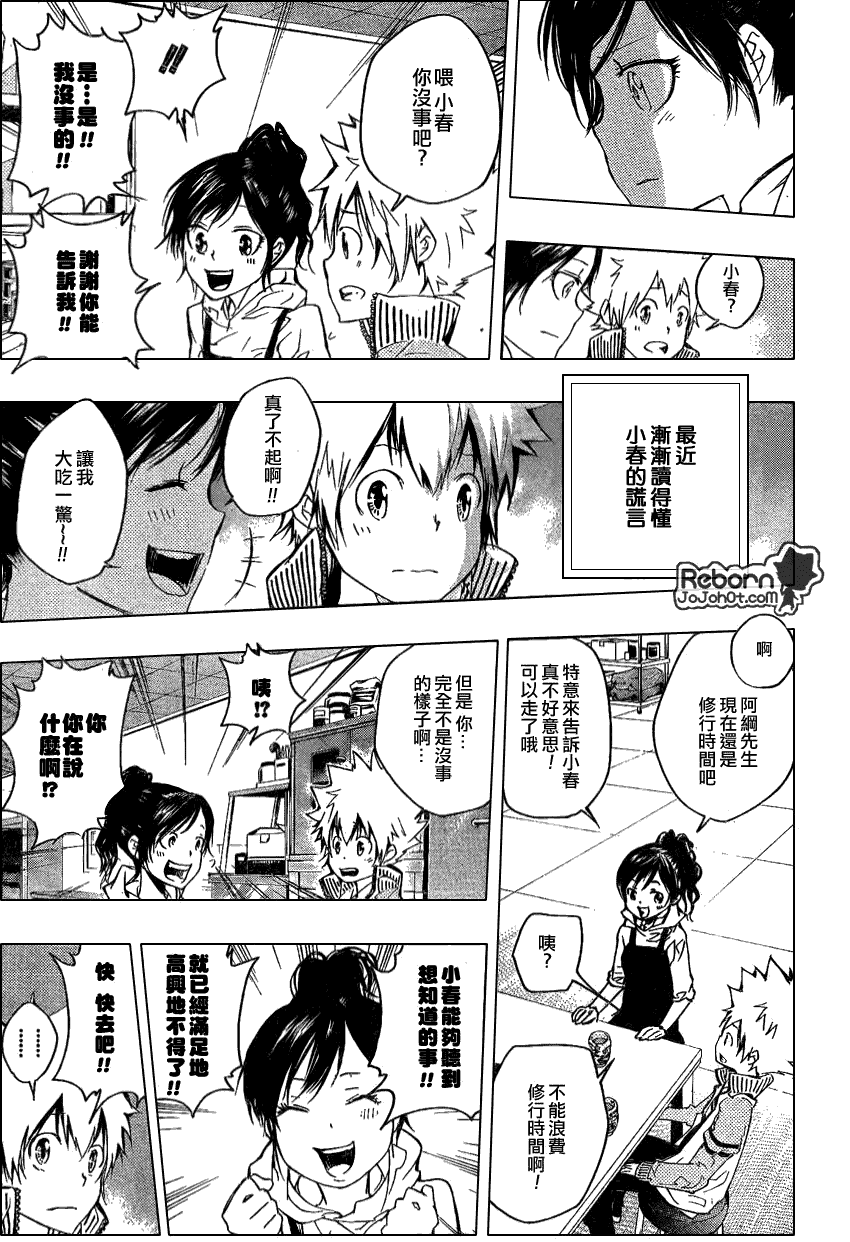 小春?
喂 小春
你沒事吧?
!!
是…是!!
我沒事的!!
謝謝你能
告訴我!!
最近
漸漸讀得懂
小春的謊言
真了不起啊!!
讓我
大吃一驚~~!!
Reborn
JoJoHot.com
啊
阿綱先生
現在還是
修行時間吧
特意來告訴小春
真不好意思!
可以走了哦
咦?
不能浪費
修行時間啊!
但是 你…
完全不是沒事
的樣子啊…
咦!?
你
你在說
什麼啊!?
小春能夠聽到
想知道的事!!
就已經滿足地
高興地不得了!!
快 快去吧!!
………